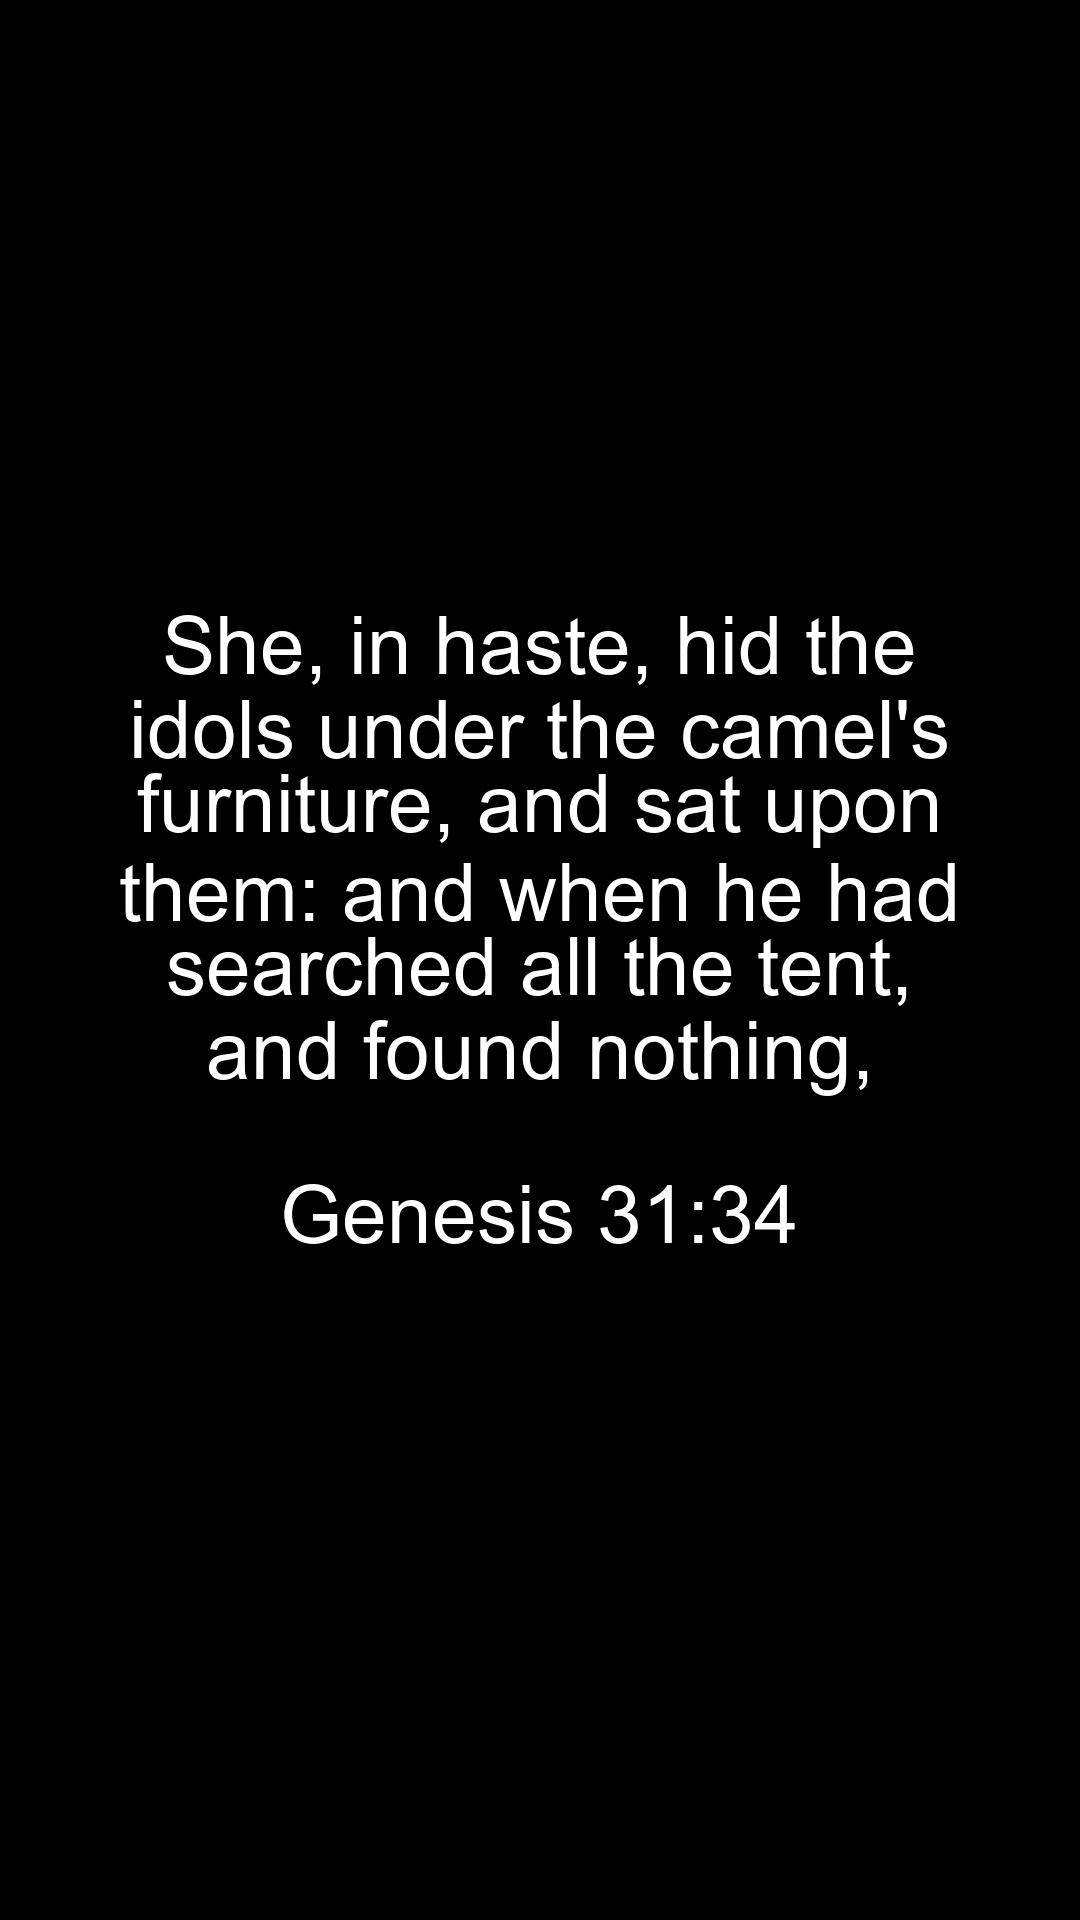 She, in haste, hid the
idols under the camel's
furniture, and sat upon
them: and when he had
searched all the tent,
and found nothing,
Genesis 31:34